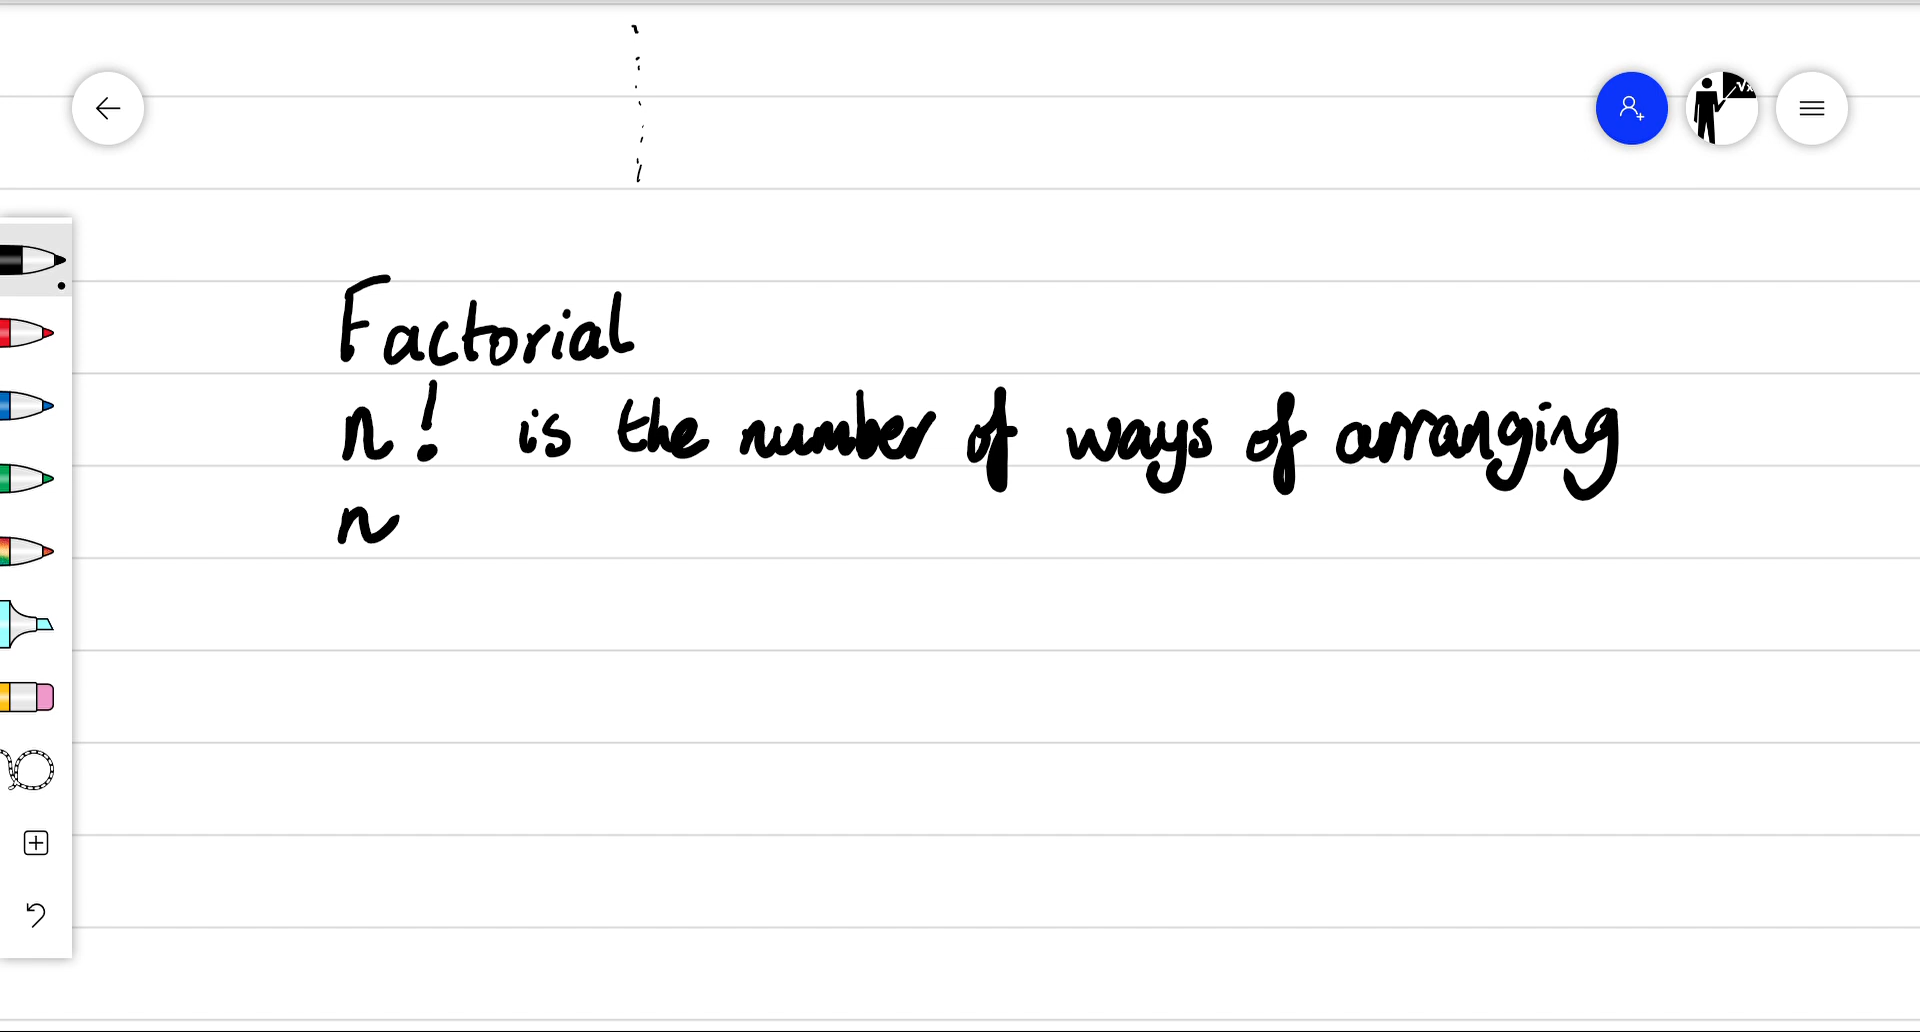 Factorial
n! is the number of ways of arranging
n